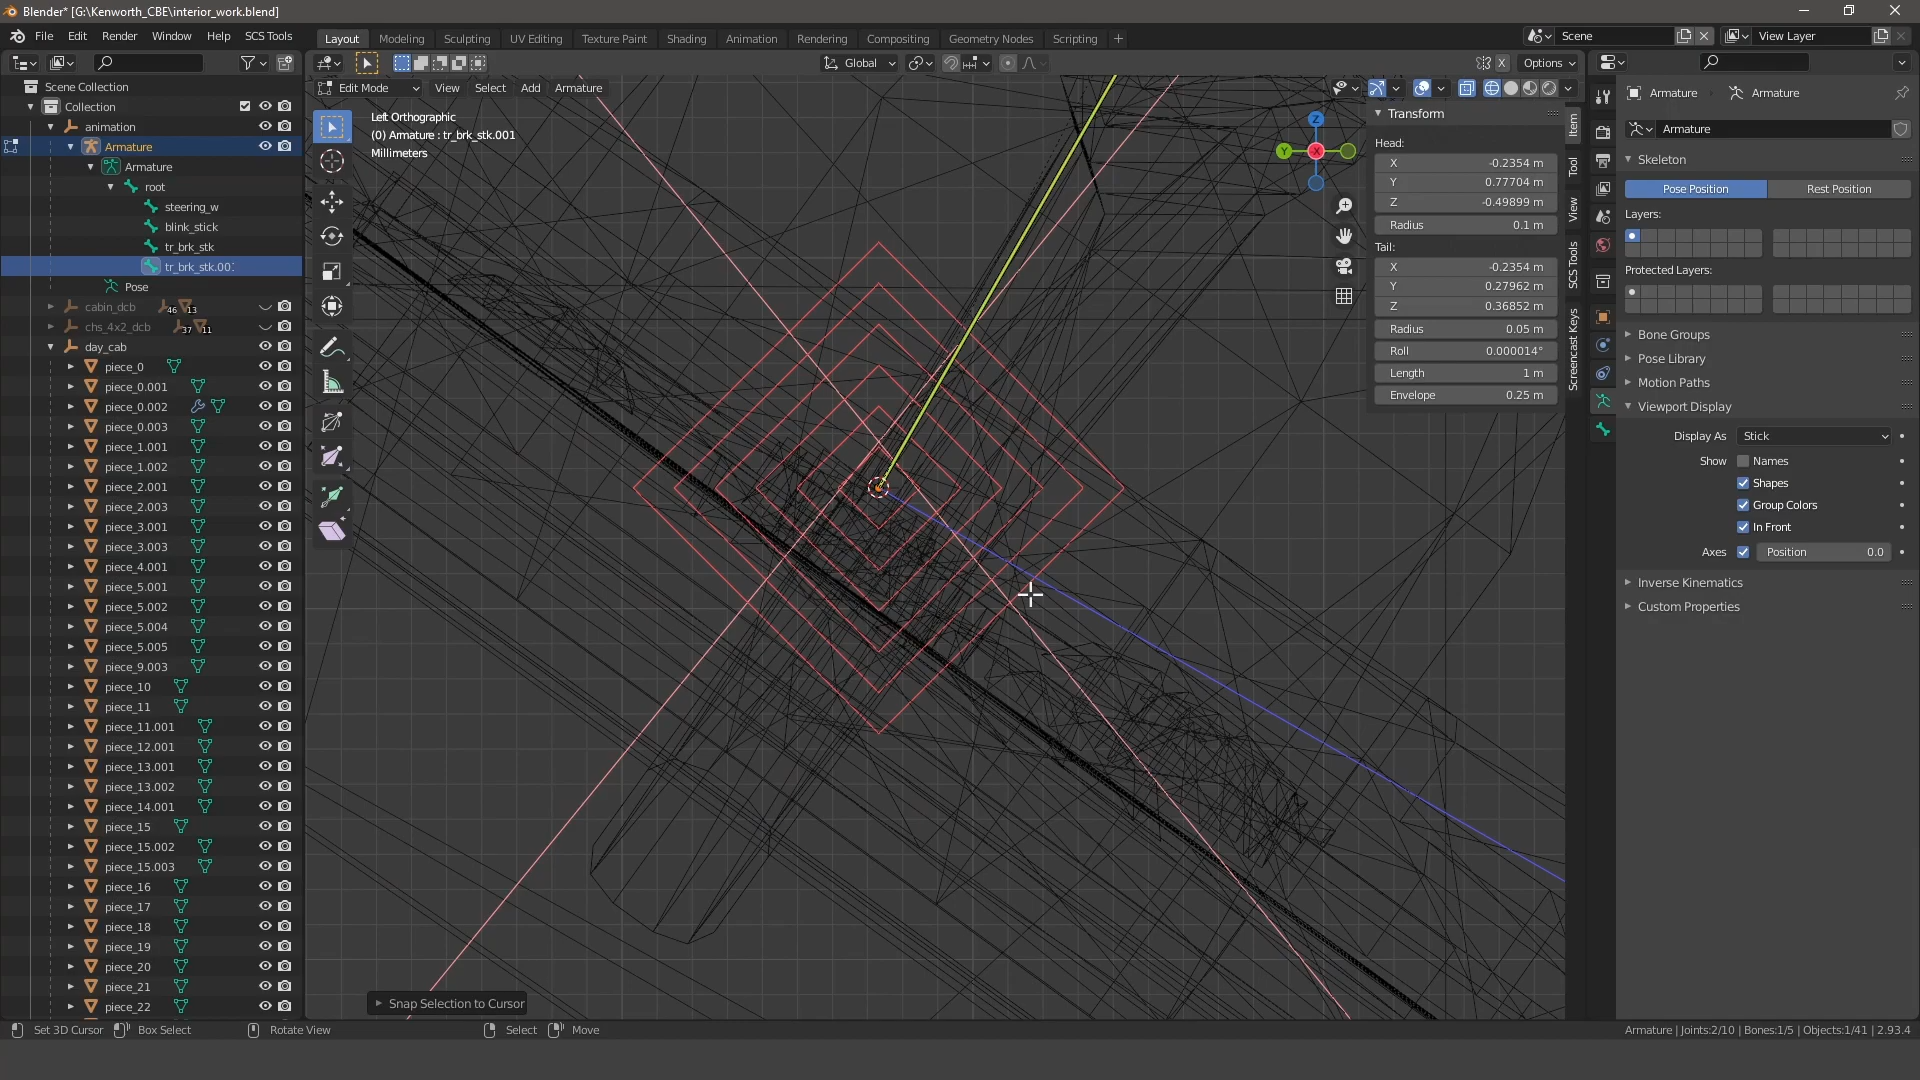 Blender* [G:\Kenworth_CBE\interior_work.blend]
File Edit Render Window Help SCS Tools
Layout Modeling Sculpting UV Editing Texture Paint Shading Animation Rendering Compositing Geometry Nodes Scripting +
Scene
View Layer
Global
Options
Edit Mode View Select Add Armature
Left Orthographic
(0) Armature : tr_brk_stk.001
Millimeters
Scene Collection
Collection
animation
Armature
Armature
root
steering_w
blink_stick
tr_brk_stk
tr_brk_stk.00:
Pose
cabin_dcb 46 13
chs_4x2_dcb 37 11
day_cab
piece_0
piece_0.001
piece_0.002
piece_0.003
piece_1.001
piece_1.002
piece_2.001
piece_2.003
piece_3.001
piece_3.003
piece_4.001
piece_5.001
piece_5.002
piece_5.004
piece_5.005
piece_9.003
piece_10
piece_11
piece_11.001
piece_12.001
piece_13.001
piece_13.002
piece_14.001
piece_15
piece_15.002
piece_15.003
piece_16
piece_17
piece_18
piece_19
piece_20
piece_21
piece_22
Z
Y
X
Transform
Head:
X -0.2354 m
Y 0.77704 m
Z -0.49899 m
Radius 0.1 m
Tail:
X -0.2354 m
Y 0.27962 m
Z 0.36852 m
Radius 0.05 m
Roll 0.000014°
Length 1 m
Envelope 0.25 m
Item
Tool
View
SCS Tools
Screencast Keys
Armature Armature
Armature
Skeleton
Pose Position Rest Position
Layers:
Protected Layers:
Bone Groups
Pose Library
Motion Paths
Viewport Display
Display As Stick
Show Names
Shapes
Group Colors
In Front
Axes Position 0.0
Inverse Kinematics
Custom Properties
Snap Selection to Cursor
Set 3D Cursor Box Select Rotate View Select Move
Armature | Joints:2/10 | Bones:1/5 | Objects:1/41 | 2.93.4